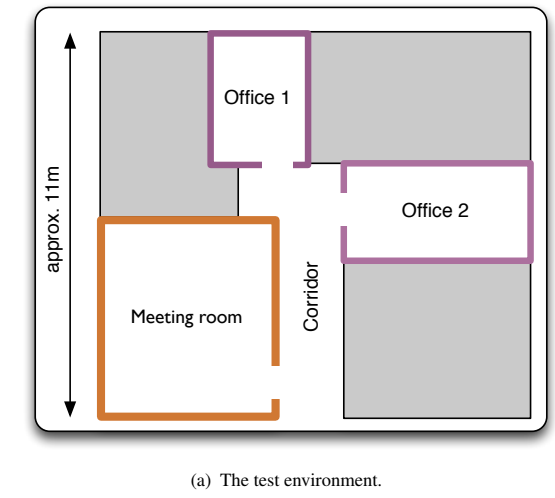 Office 1
approx. 11m
Office 2
Corridor
Meeting room
(a) The test environment.